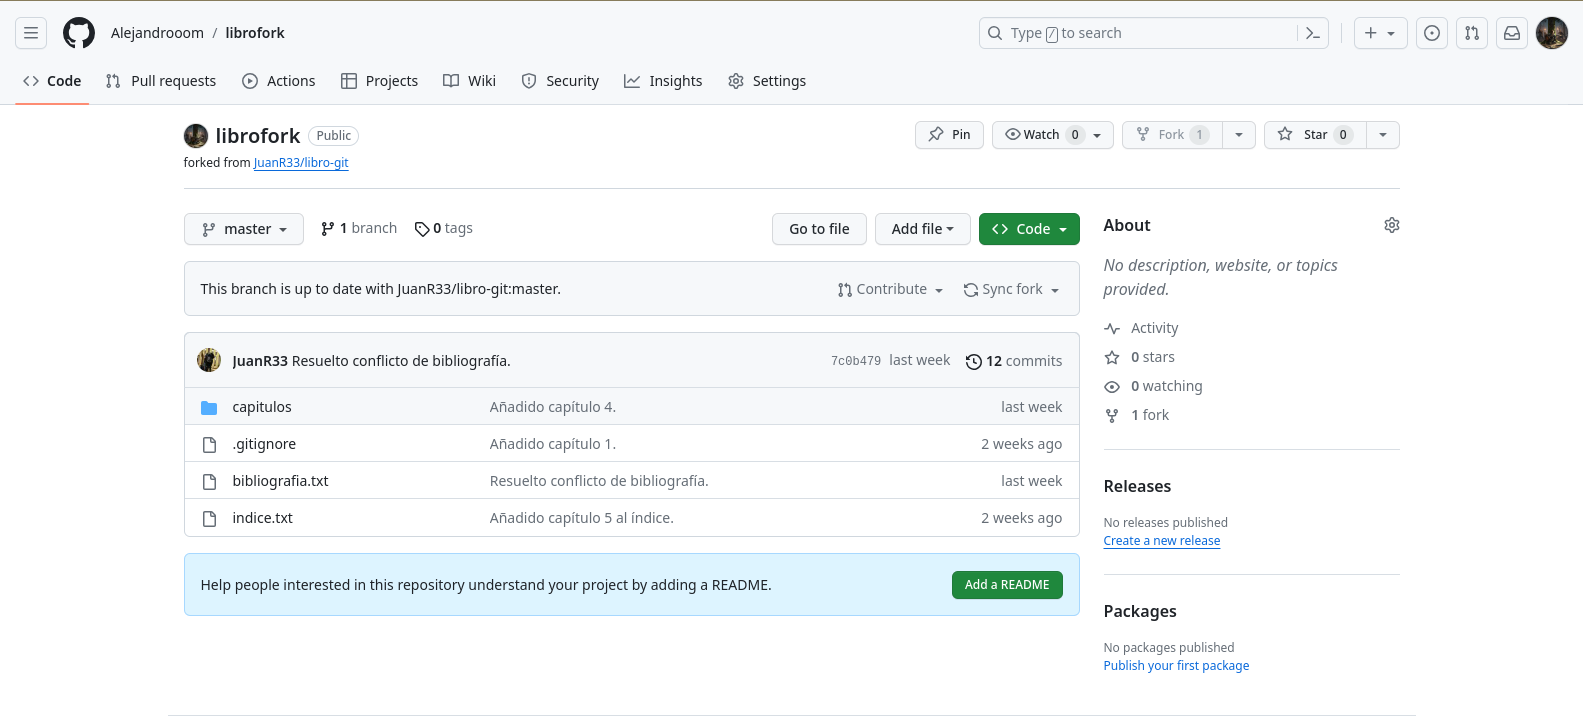 Alejandrooom / librofork
Type / to search
Code Pull requests Actions Projects Wiki Security Insights Settings
librofork Public
Pin Watch 0 Fork 1 Star 0
forked from JuanR33/libro-git
master 1 branch 0 tags
Go to file Add file Code
This branch is up to date with JuanR33/libro-git:master.
Contribute Sync fork
JuanR33 Resuelto conflicto de bibliografía. 7c0b479 last week 12 commits
capitulos Añadido capítulo 4. last week
.gitignore Añadido capítulo 1. 2 weeks ago
bibliografia.txt Resuelto conflicto de bibliografía. last week
indice.txt Añadido capítulo 5 al índice. 2 weeks ago
Help people interested in this repository understand your project by adding a README. Add a README
About
No description, website, or topics
provided.
Activity
0 stars
0 watching
1 fork
Releases
No releases published
Create a new release
Packages
No packages published
Publish your first package